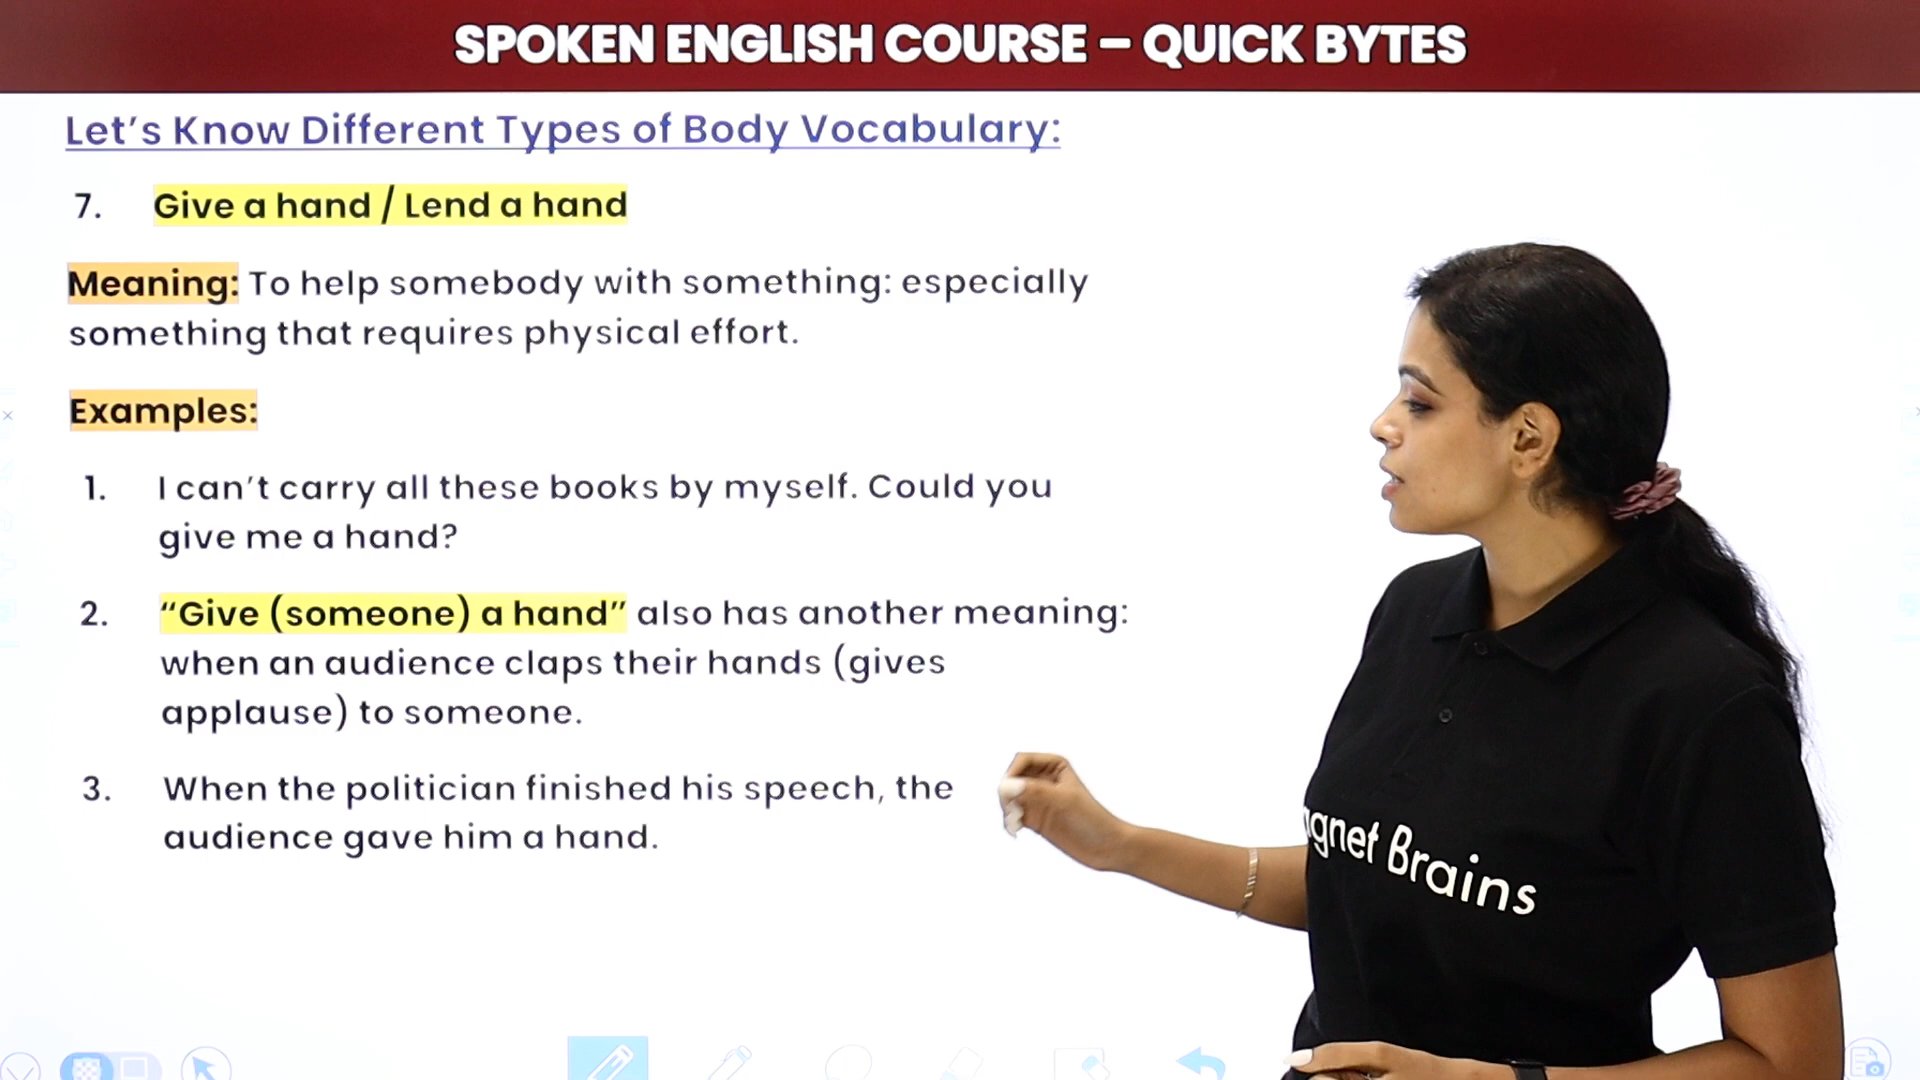 SPOKEN ENGLISH COURSE – QUICK BYTES
Let's Know Different Types of Body Vocabulary:
7. Give a hand / Lend a hand
Meaning: To help somebody with something: especially
something that requires physical effort.
Examples:
1. I can't carry all these books by myself. Could you
give me a hand?
2. "Give (someone) a hand" also has another meaning:
when an audience claps their hands (gives
applause) to someone.
3. When the politician finished his speech, the
audience gave him a hand.
gnet Brains